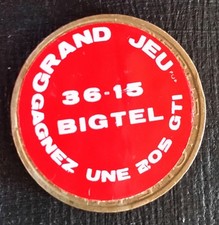 GRAND JEU
36-15
BIGTEL
GAGNEZ UNE 205 GTI